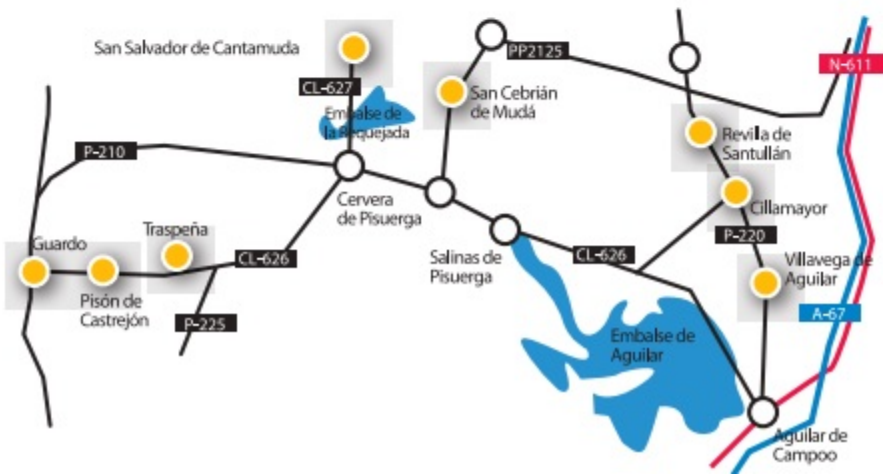 San Salvador de Cantamuda
CL-627
PP2125
N-611
Embalse de
la Requejada
San Cebrián
de Mudá
Revilla de
Santullán
P-210
Cervera
de Pisuerga
Cillamayor
Traspeña
P-220
Guardo
CL-626
Salinas de
Pisuerga
CL-626
Villavega de
Aguilar
Pisón de
Castrejón
A-67
P-225
Embalse de
Aguilar
Aguilar de
Campoo